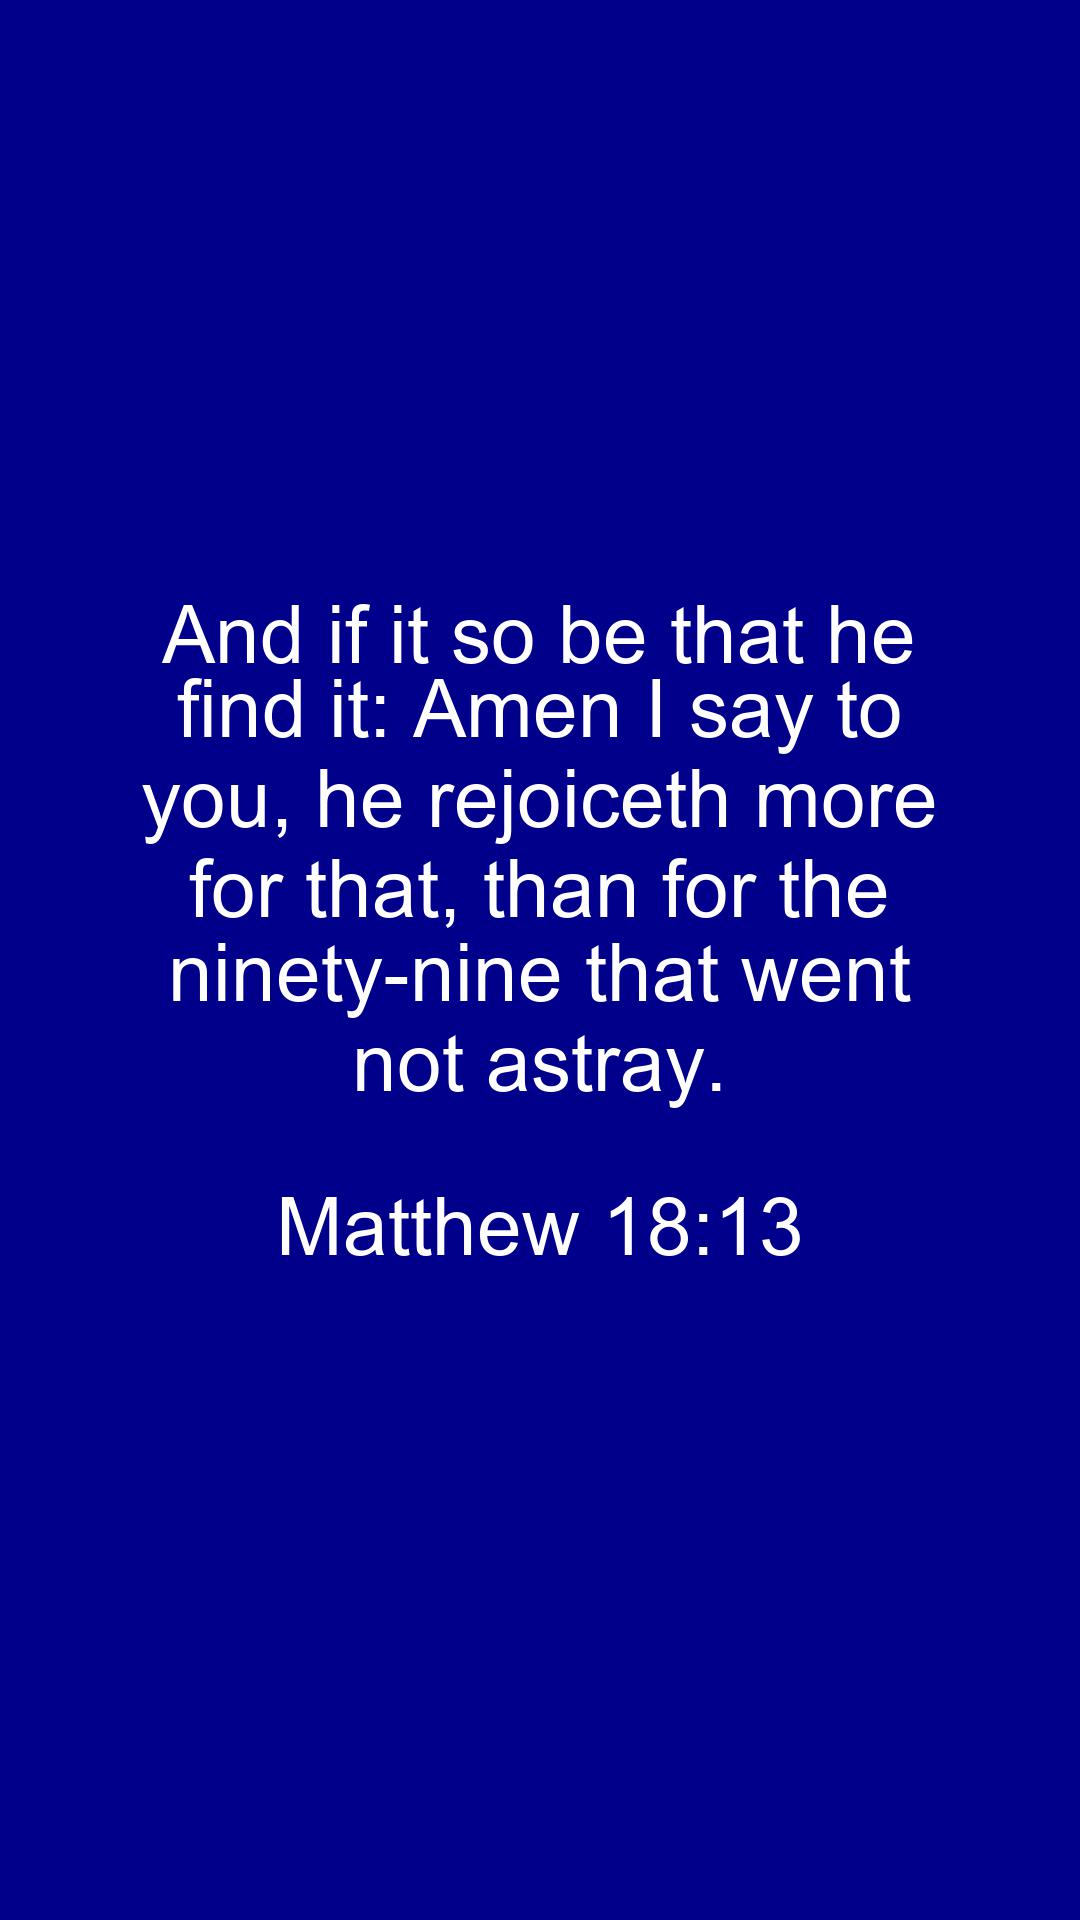 And if it so be that he
find it: Amen I say to
you, he rejoiceth more
for that, than for the
ninety-nine that went
not astray.
Matthew 18:13